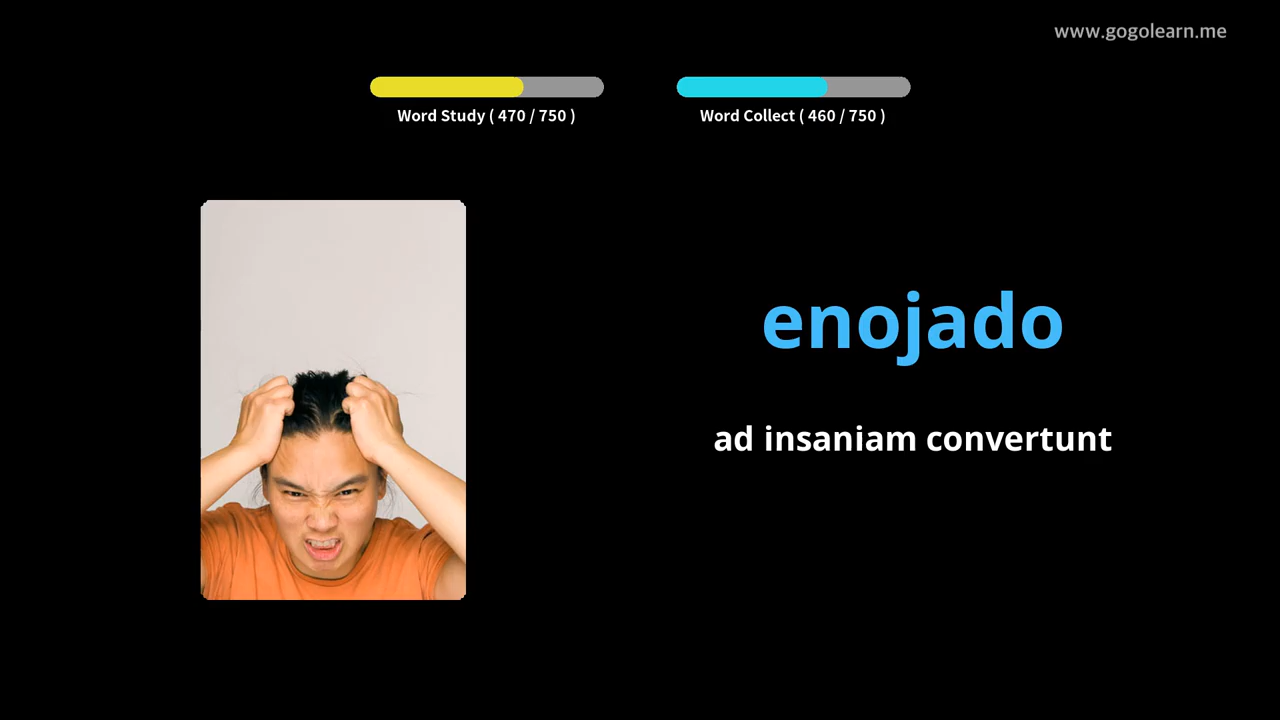 www.gogolearn.me
Word Study ( 470 / 750 )
Word Collect ( 460 / 750 )
enojado
ad insaniam convertunt